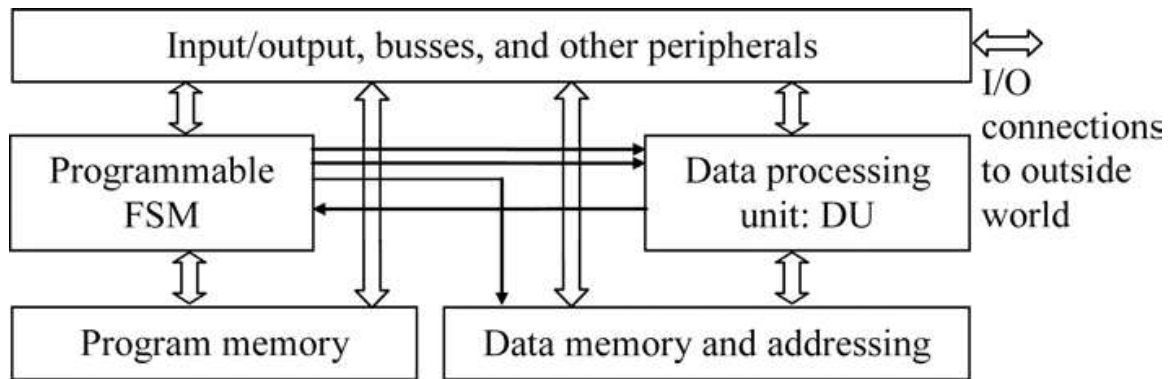 Input/output, busses, and other peripherals
I/O
connections
to outside
world
Programmable
FSM
Data processing
unit: DU
Program memory
Data memory and addressing